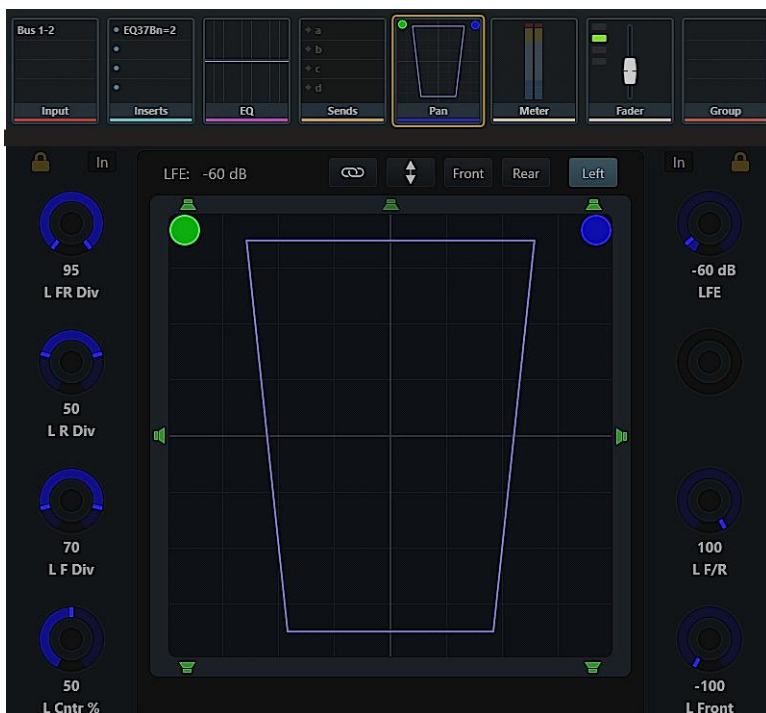 Bus 1-2
EQ37Bn=2
a
b
c
d
Input
Inserts
EQ
Sends
Pan
Meter
Fader
Group
In
LFE: -60 dB
Front
Rear
Left
In
95
L FR Div
-60 dB
LFE
50
L R Div
70
L F Div
100
L F/R
50
L Cntr %
-100
L Front